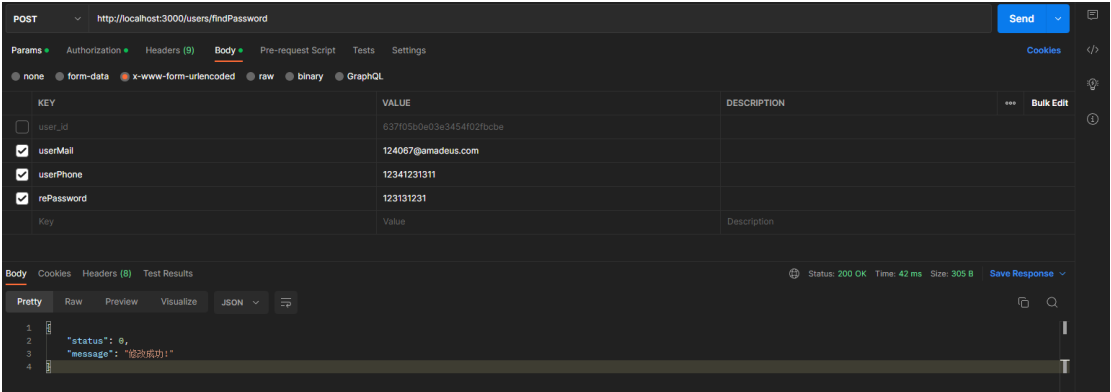 POST http://localhost:3000/users/findPassword Send
Params Authorization Headers (9) Body Pre-request Script Tests Settings Cookies
none form-data x-www-form-urlencoded raw binary GraphQL
KEY VALUE DESCRIPTION ooo Bulk Edit
user_id 637f05b0e03e3454f02fbcbe
userMail 124067@amadeus.com
userPhone 12341231311
rePassword 123131231
Key Value Description
Body Cookies Headers (8) Test Results Status: 200 OK Time: 42 ms Size: 305 B Save Response
Pretty Raw Preview Visualize JSON
1 {
2 "status": 0,
3 "message": "修改成功!"
4 }